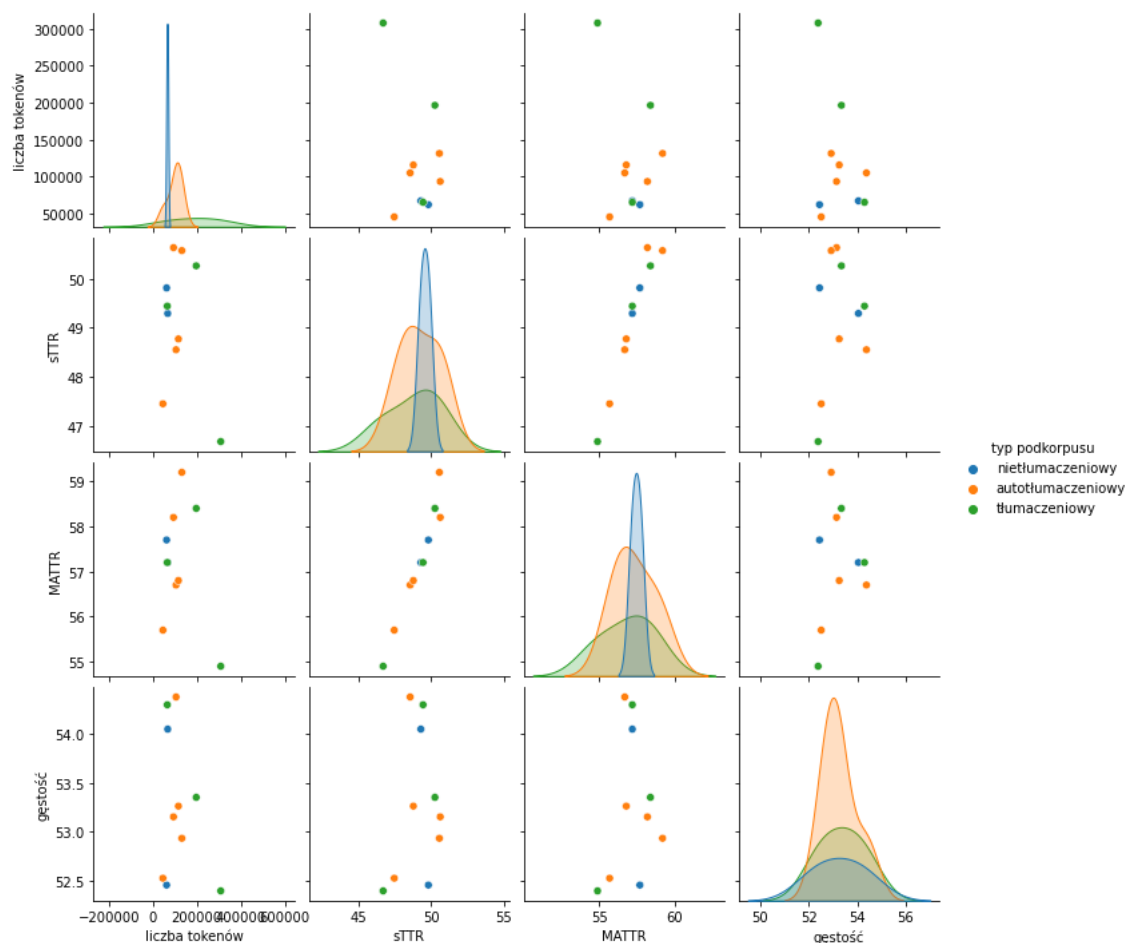 300000
250000
200000
150000
100000
50000
liczba tokenów
50
49
48
47
sTTR
59
58
57
56
55
MATTR
54.0
53.5
53.0
52.5
gęstość
typ podkorpusu
nietłumaczeniowy
autotłumaczeniowy
tłumaczeniowy
−200000 0 200000 400000 600000
45 50 55
55 60
50 52 54 56
liczba tokenów
sTTR
MATTR
gęstość